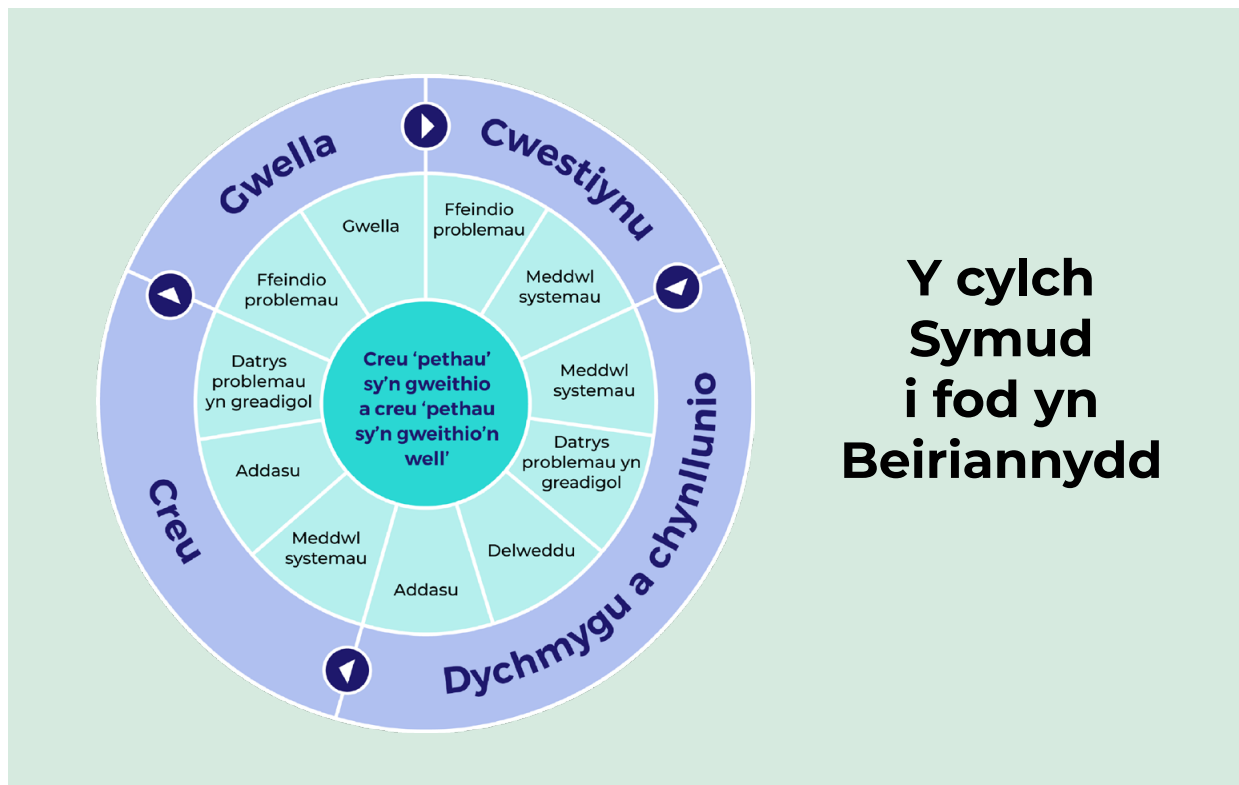 Gwella
Cwestiynu
Dychmygu a chynllunio
Creu
Ffeindio
problemau
Meddwl
systemau
Meddwl
systemau
Datrys
problemau yn
greadigol
Delweddu
Addasu
Meddwl
systemau
Addasu
Datrys
problemau
yn greadigol
Ffeindio
problemau
Gwella
Creu ‘pethau’
sy’n gweithio
a creu ‘pethau
sy’n gweithio’n
well’
Y cylch
Symud
i fod yn
Beiriannydd